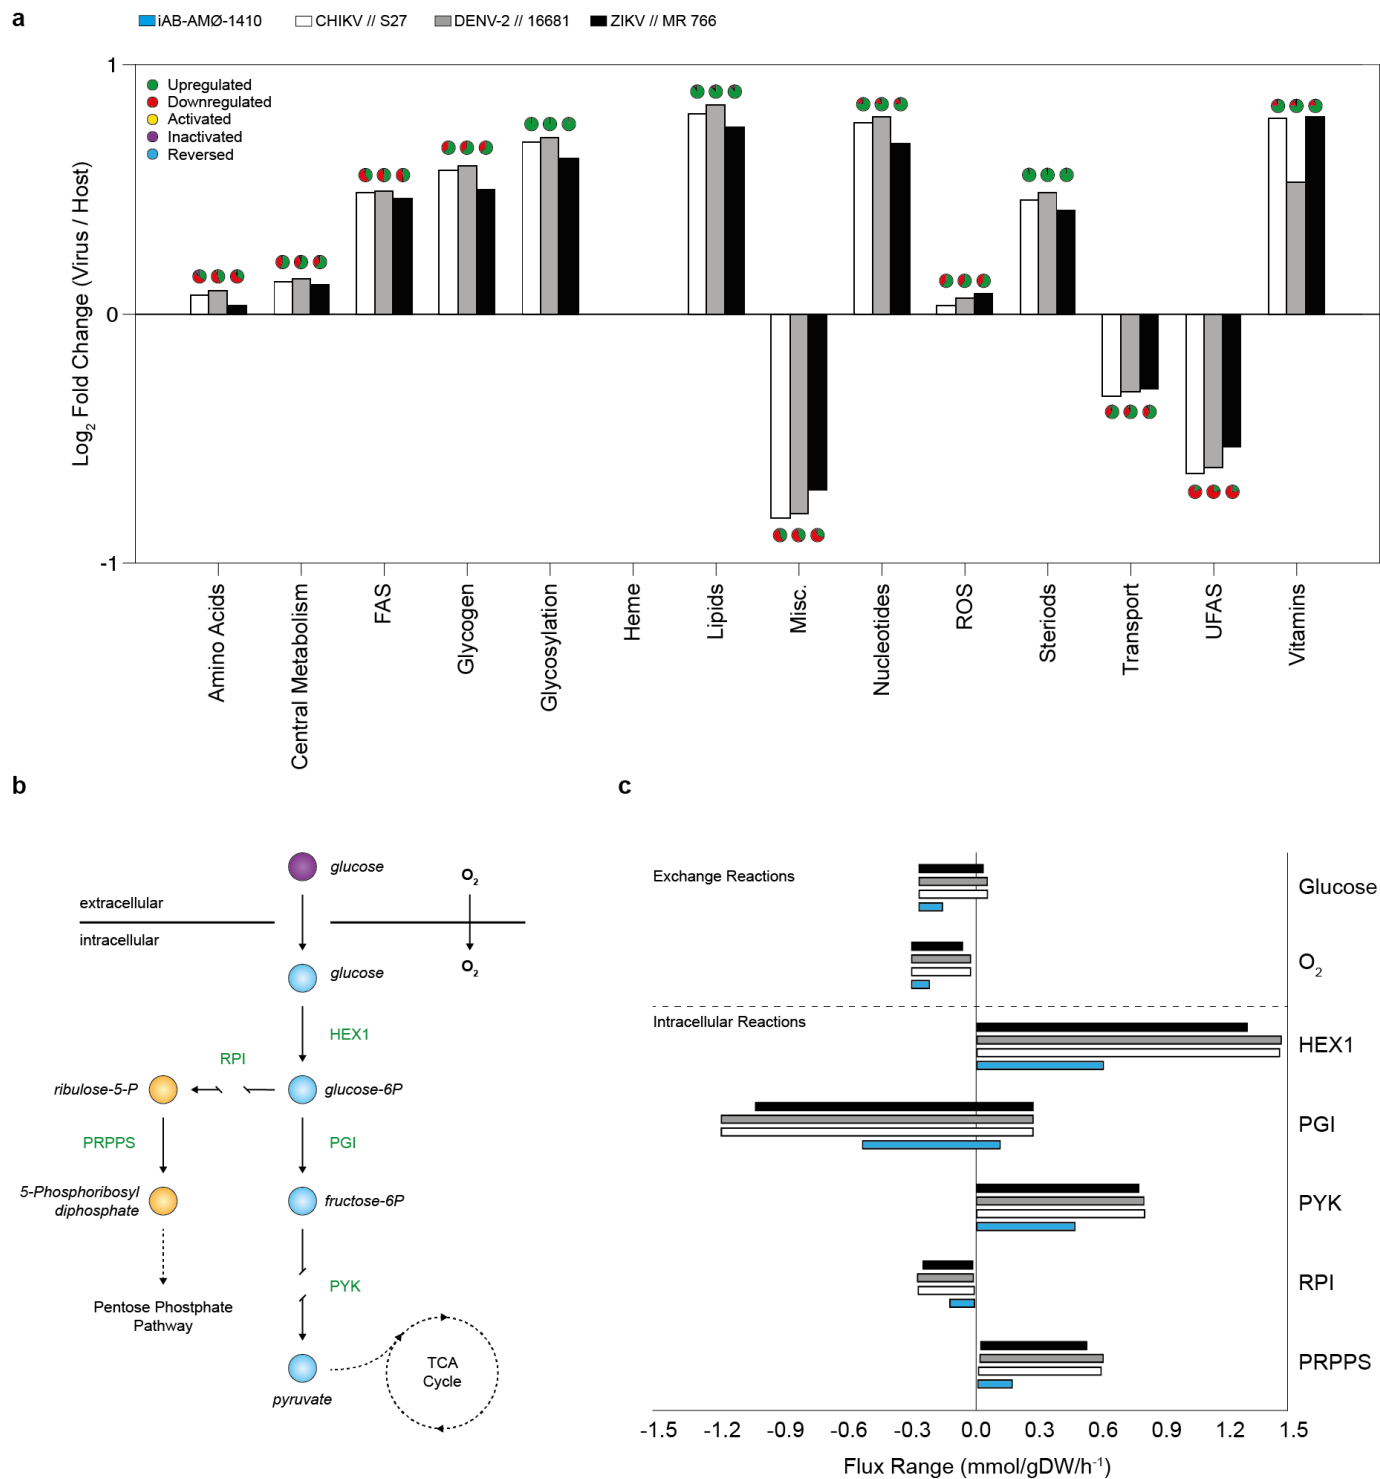 a
iAB-AMØ-1410 CHIKV // S27 DENV-2 // 16681 ZIKV // MR 766
1
Upregulated
Downregulated
Activated
Inactivated
Reversed
Log2 Fold Change (Virus / Host)
0
-1
Amino Acids
Central Metabolism
FAS
Glycogen
Glycosylation
Heme
Lipids
Misc.
Nucleotides
ROS
Steriods
Transport
UFAS
Vitamins
b
glucose
O2
extracellular
intracellular
glucose
O2
HEX1
RPI
ribulose-5-P
glucose-6P
PRPPS
PGI
5-Phosphoribosyl
diphosphate
fructose-6P
PYK
Pentose Phostphate
Pathway
TCA
Cycle
pyruvate
c
Exchange Reactions
Glucose
O2
Intracellular Reactions
HEX1
PGI
PYK
RPI
PRPPS
-1.5 -1.2 -0.9 -0.6 -0.3 0.0 0.3 0.6 0.9 1.2 1.5
Flux Range (mmol/gDW/h-1)